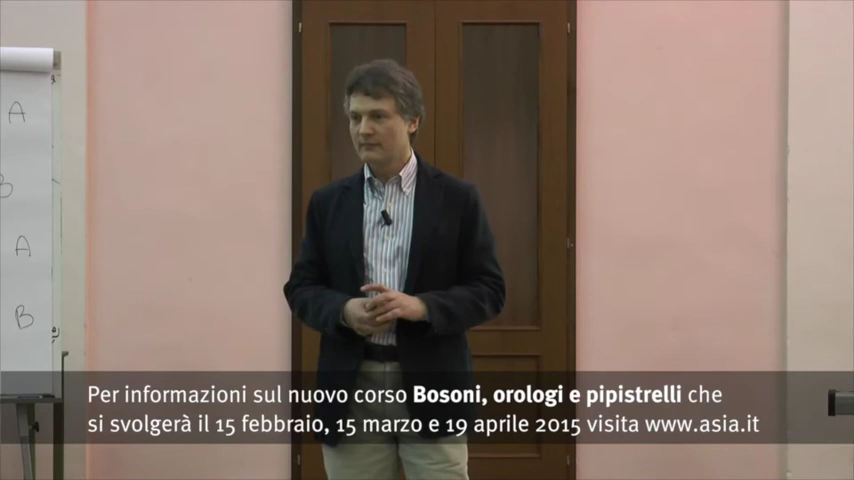 A
B
A
B
Per informazioni sul nuovo corso Bosoni, orologi e pipistrelli che
si svolgerà il 15 febbraio, 15 marzo e 19 aprile 2015 visita www.asia.it